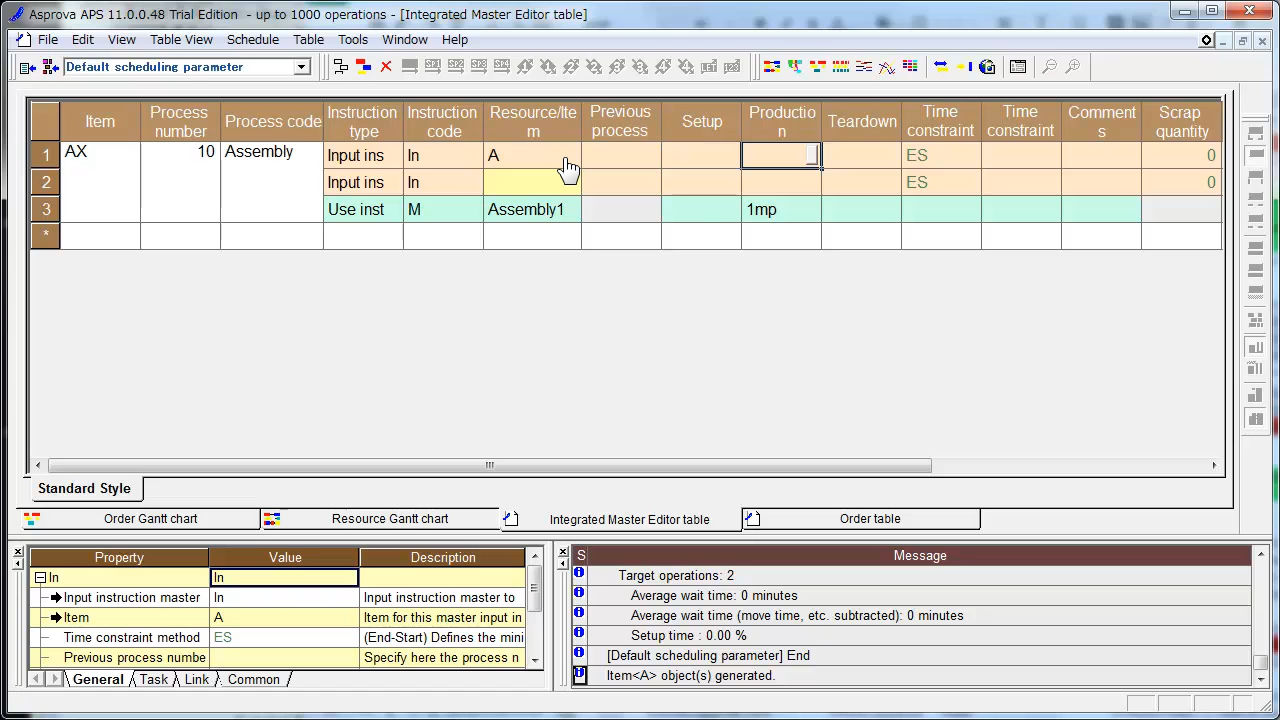 Asprova APS 11.0.0.48 Trial Edition - up to 1000 operations - [Integrated Master Editor table]
File Edit View Table View Schedule Table Tools Window Help
Default scheduling parameter
Item Process number Process code Instruction type Instruction code Resource/Item Previous process Setup Production Teardown Time constraint Time constraint Comments Scrap quantity
1 AX 10 Assembly Input ins In A ES 0
2 Input ins In ES 0
3 Use inst M Assembly1 1mp
*
Standard Style
Order Gantt chart Resource Gantt chart Integrated Master Editor table Order table
Property Value Description
In In
Input instruction master In Input instruction master to
Item A Item for this master input in
Time constraint method ES (End-Start) Defines the mini
Previous process numbe Specify here the process n
General Task Link Common
S Message
Target operations: 2
Average wait time: 0 minutes
Average wait time (move time, etc. subtracted): 0 minutes
Setup time : 0.00 %
[Default scheduling parameter] End
Item<A> object(s) generated.